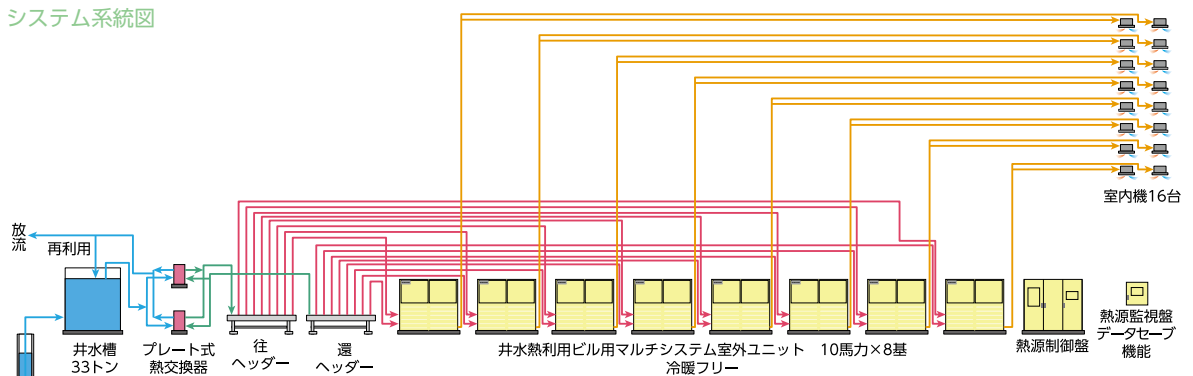 システム系統図
室内機16台
放流
再利用
井水槽
33トン
プレート式
熱交換器
往
ヘッダー
還
ヘッダー
井水熱利用ビル用マルチシステム室外ユニット 10馬力×8基
冷暖フリー
熱源制御盤
熱源監視盤
データセーブ
機能